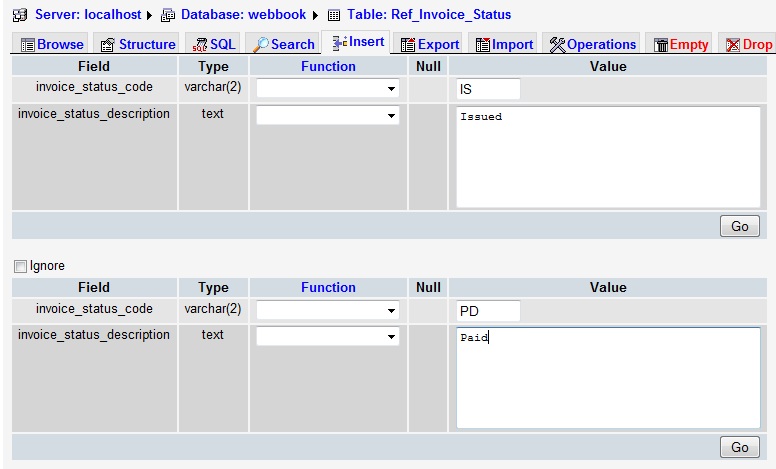 Server: localhost Database: webbook Table: Ref_Invoice_Status
Browse Structure SQL Search Insert Export Import Operations Empty Drop
Field Type Function Null Value
invoice_status_code varchar(2) IS
invoice_status_description text Issued
Go
Ignore
Field Type Function Null Value
invoice_status_code varchar(2) PD
invoice_status_description text Paid
Go